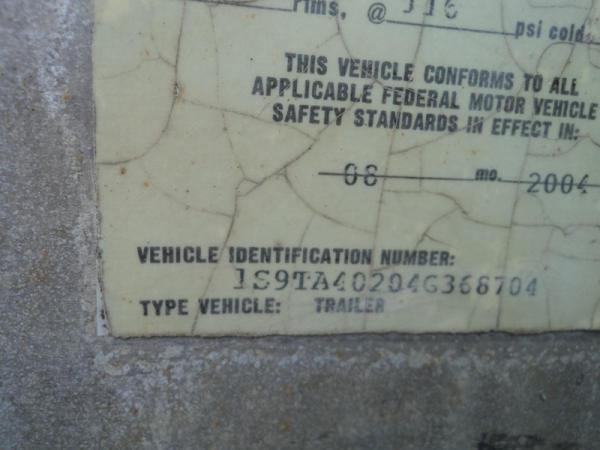 rims, @ psi cold
THIS VEHICLE CONFORMS TO ALL
APPLICABLE FEDERAL MOTOR VEHICLE
SAFETY STANDARDS IN EFFECT IN:
08 mo. 2004
VEHICLE IDENTIFICATION NUMBER:
1S9TA40204G368704
TYPE VEHICLE: TRAILER